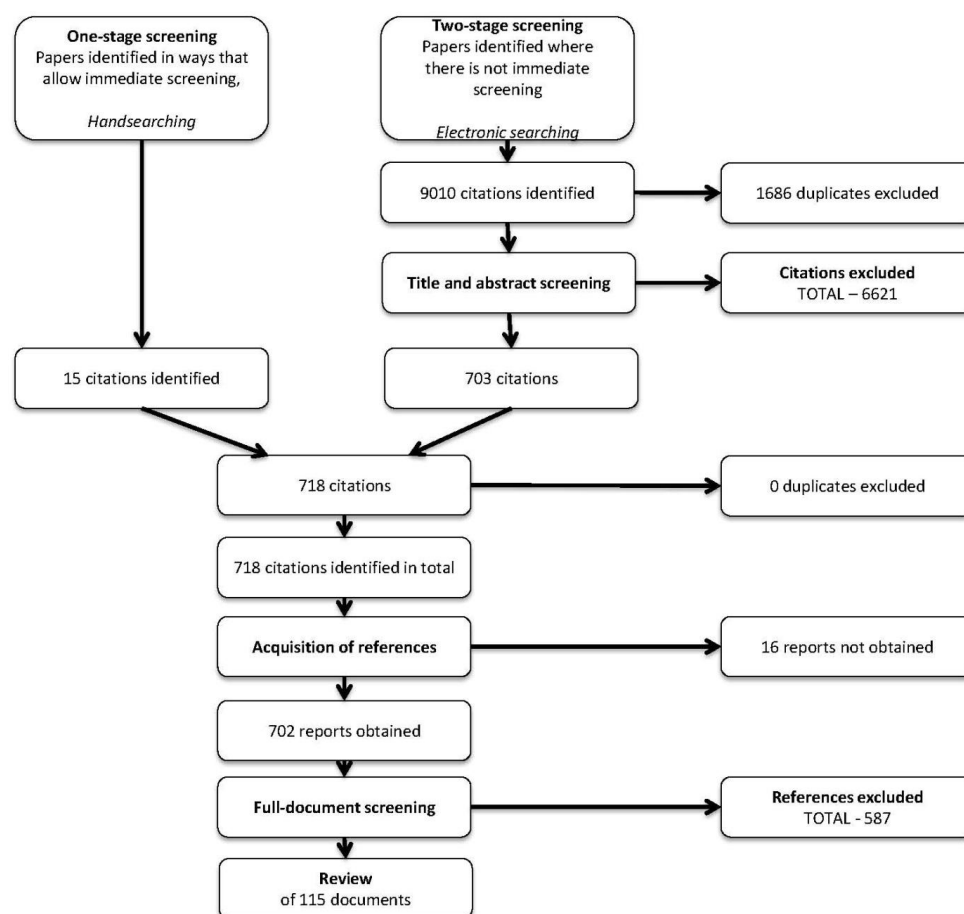 One-stage screening
Papers identified in ways that
allow immediate screening,
Handsearching
Two-stage screening
Papers identified where
there is not immediate
screening
Electronic searching
9010 citations identified
1686 duplicates excluded
Title and abstract screening
Citations excluded
TOTAL – 6621
15 citations identified
703 citations
718 citations
0 duplicates excluded
718 citations identified in total
Acquisition of references
16 reports not obtained
702 reports obtained
Full-document screening
References excluded
TOTAL - 587
Review
of 115 documents